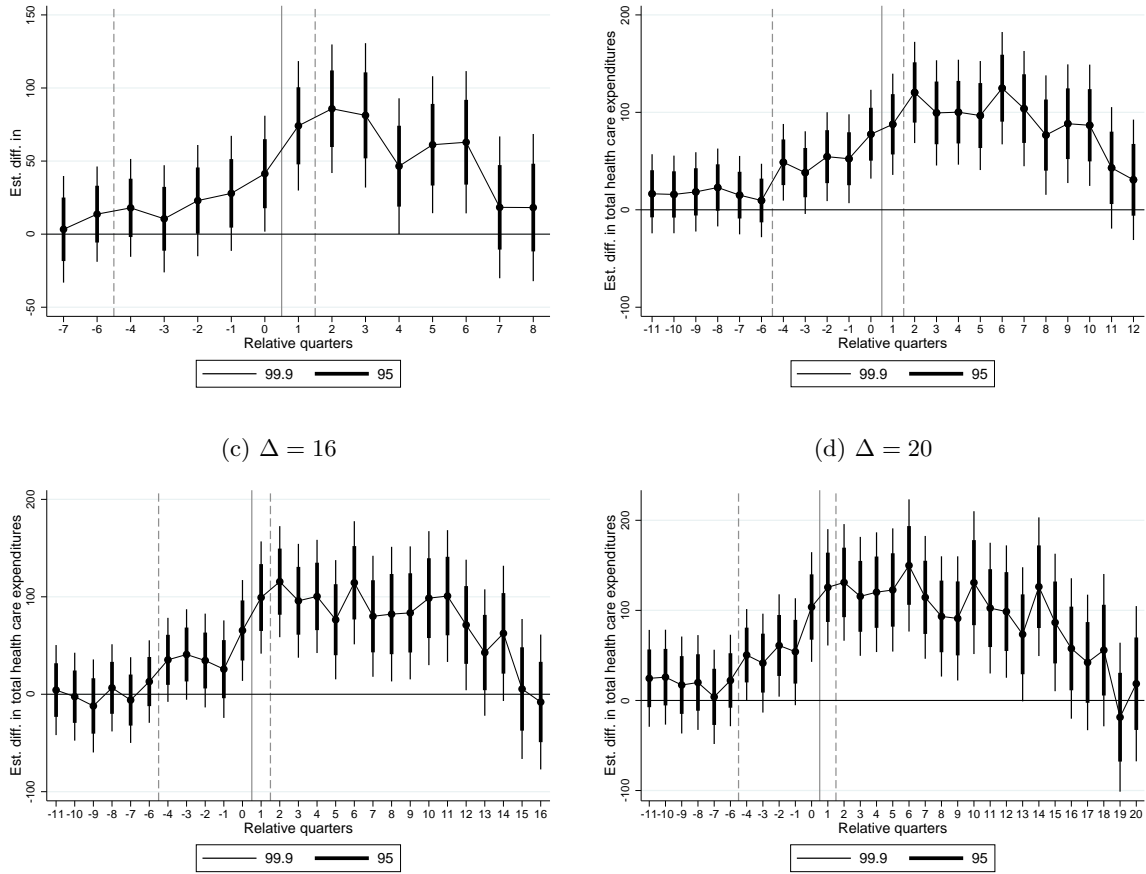 150
100
50
0
-50
Est. diff. in
-7 -6 -4 -3 -2 -1 0 1 2 3 4 5 6 7 8
Relative quarters
99.9 95
200
100
0
-100
Est. diff. in total health care expenditures
-11 -10 -9 -8 -7 -6 -4 -3 -2 -1 0 1 2 3 4 5 6 7 8 9 10 11 12
Relative quarters
99.9 95
(c) Δ = 16
200
100
0
-100
Est. diff. in total health care expenditures
-11 -10 -9 -8 -7 -6 -4 -3 -2 -1 0 1 2 3 4 5 6 7 8 9 10 11 12 13 14 15 16
Relative quarters
99.9 95
(d) Δ = 20
200
100
0
-100
Est. diff. in total health care expenditures
-11 -10 -9 -8 -7 -6 -4 -3 -2 -1 0 1 2 3 4 5 6 7 8 9 10 11 12 13 14 15 16 17 18 19 20
Relative quarters
99.9 95